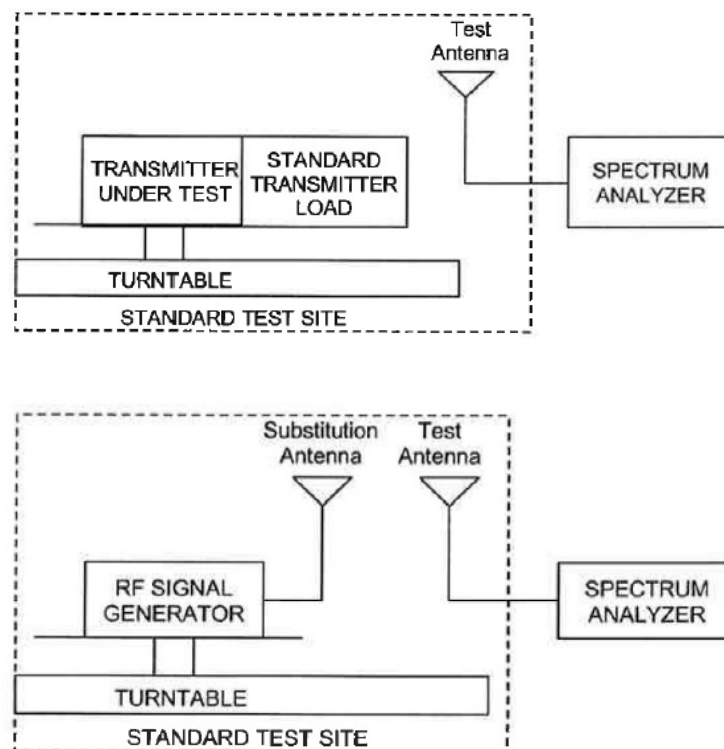 Test
Antenna
TRANSMITTER
UNDER TEST
STANDARD
TRANSMITTER
LOAD
SPECTRUM
ANALYZER
TURNTABLE
STANDARD TEST SITE
Substitution
Antenna
Test
Antenna
RF SIGNAL
GENERATOR
SPECTRUM
ANALYZER
TURNTABLE
STANDARD TEST SITE